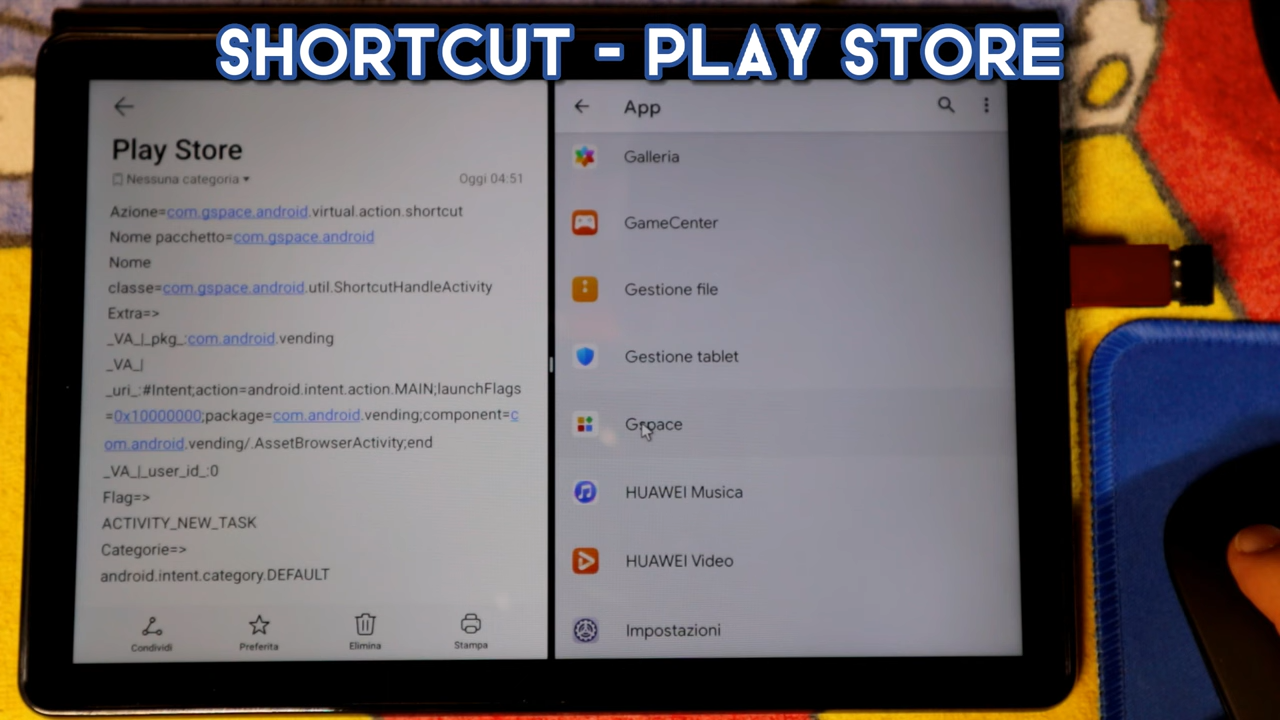 SHORTCUT - PLAY STORE
Play Store
Nessuna categoria
Oggi 04:51
Azione=com.gspace.android.virtual.action.shortcut
Nome pacchetto=com.gspace.android
Nome
classe=com.gspace.android.util.ShortcutHandleActivity
Extra=>
_VA_|_pkg_:com.android.vending
_VA_|
_uri_:#Intent;action=android.intent.action.MAIN;launchFlags
=0x10000000;package=com.android.vending;component=c
om.android.vending/.AssetBrowserActivity;end
_VA_|_user_id_:0
Flag=>
ACTIVITY_NEW_TASK
Categorie=>
android.intent.category.DEFAULT
Condividi
Preferita
Elimina
Stampa
App
Galleria
GameCenter
Gestione file
Gestione tablet
Gspace
HUAWEI Musica
HUAWEI Video
Impostazioni